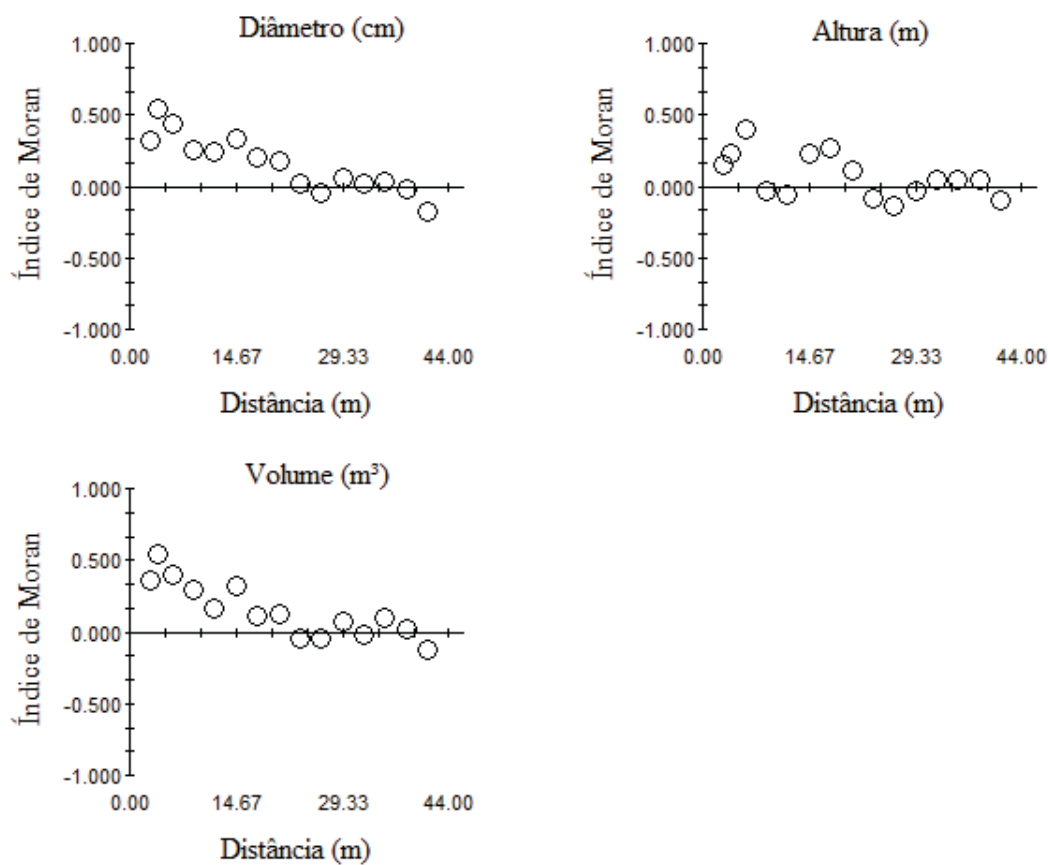 Diâmetro (cm)
1.000
0.500
0.000
-0.500
-1.000
Índice de Moran
0.00 14.67 29.33 44.00
Distância (m)
Altura (m)
1.000
0.500
0.000
-0.500
-1.000
Índice de Moran
0.00 14.67 29.33 44.00
Distância (m)
Volume (m³)
1.000
0.500
0.000
-0.500
-1.000
Índice de Moran
0.00 14.67 29.33 44.00
Distância (m)